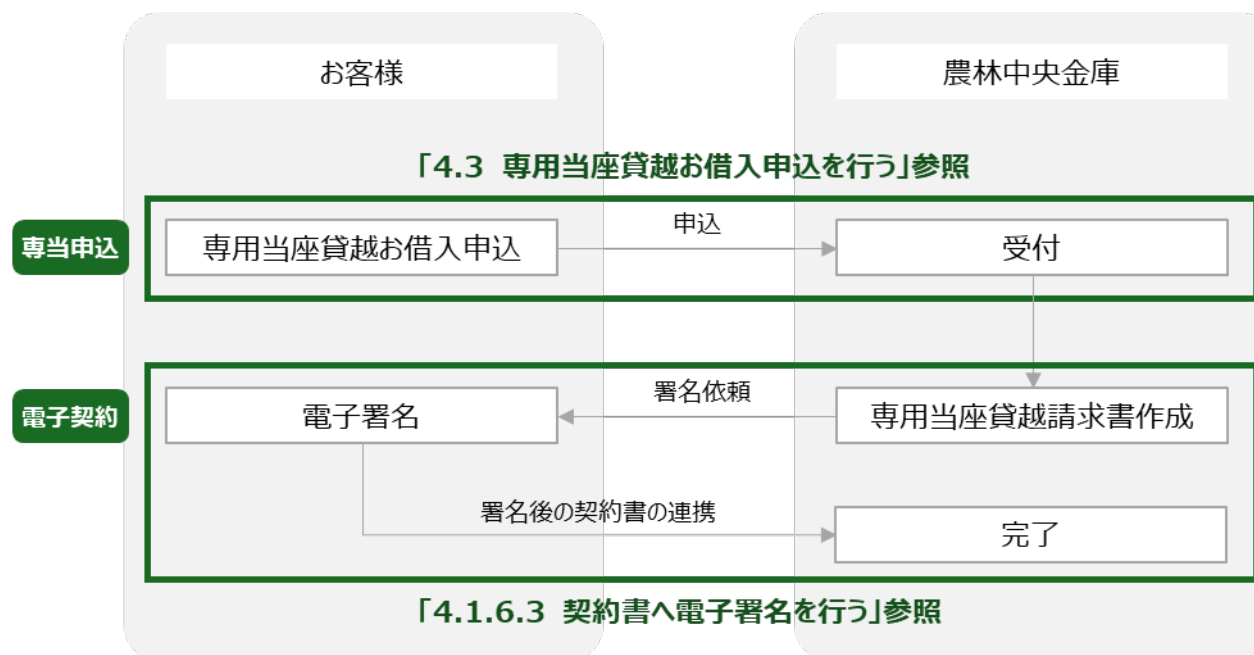 お客様
農林中央金庫
「4.3 専用当座貸越お借入申込を行う」参照
専当申込
専用当座貸越お借入申込
申込
受付
電子契約
電子署名
署名依頼
専用当座貸越請求書作成
署名後の契約書の連携
完了
「4.1.6.3 契約書へ電子署名を行う」参照